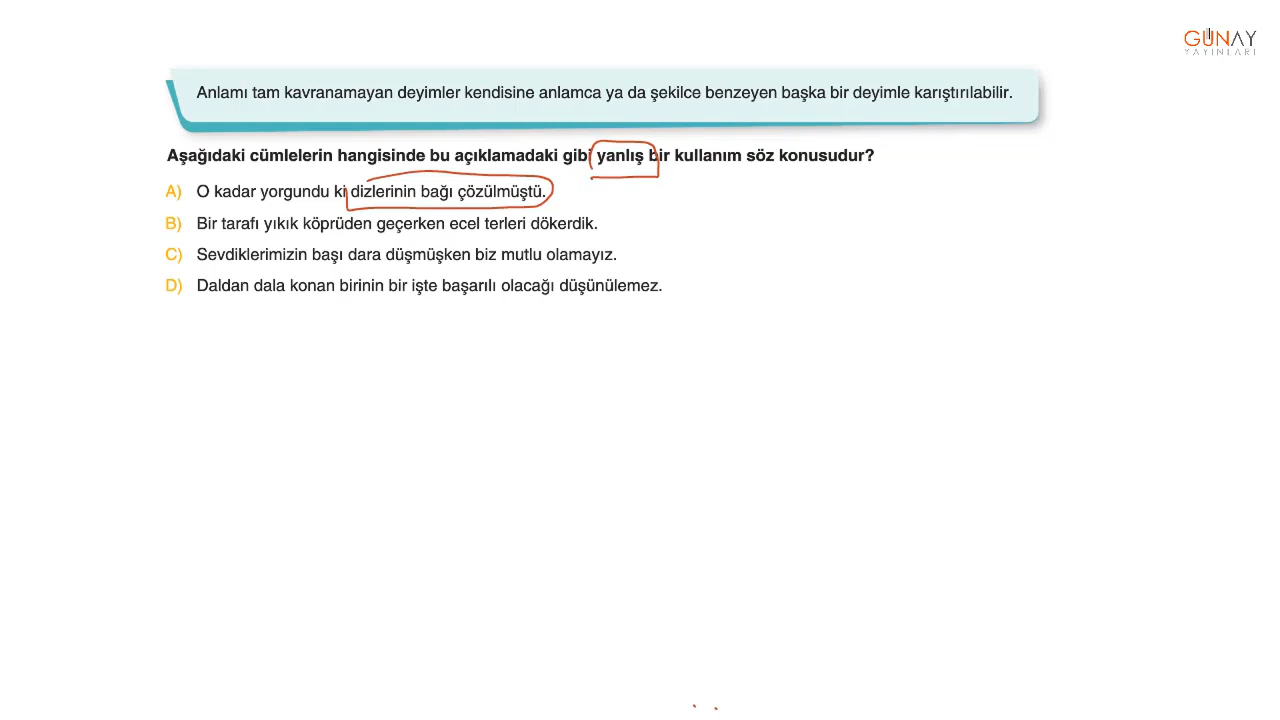 GÜNAY
YAYINLARI
Anlamı tam kavranamayan deyimler kendisine anlamca ya da şekilce benzeyen başka bir deyimle karıştırılabilir.
Aşağıdaki cümlelerin hangisinde bu açıklamadaki gibi yanlış bir kullanım söz konusudur?
A) O kadar yorgundu ki dizlerinin bağı çözülmüştü.
B) Bir tarafı yıkık köprüden geçerken ecel terleri dökerdik.
C) Sevdiklerimizin başı dara düşmüşken biz mutlu olamayız.
D) Daldan dala konan birinin bir işte başarılı olacağı düşünülemez.